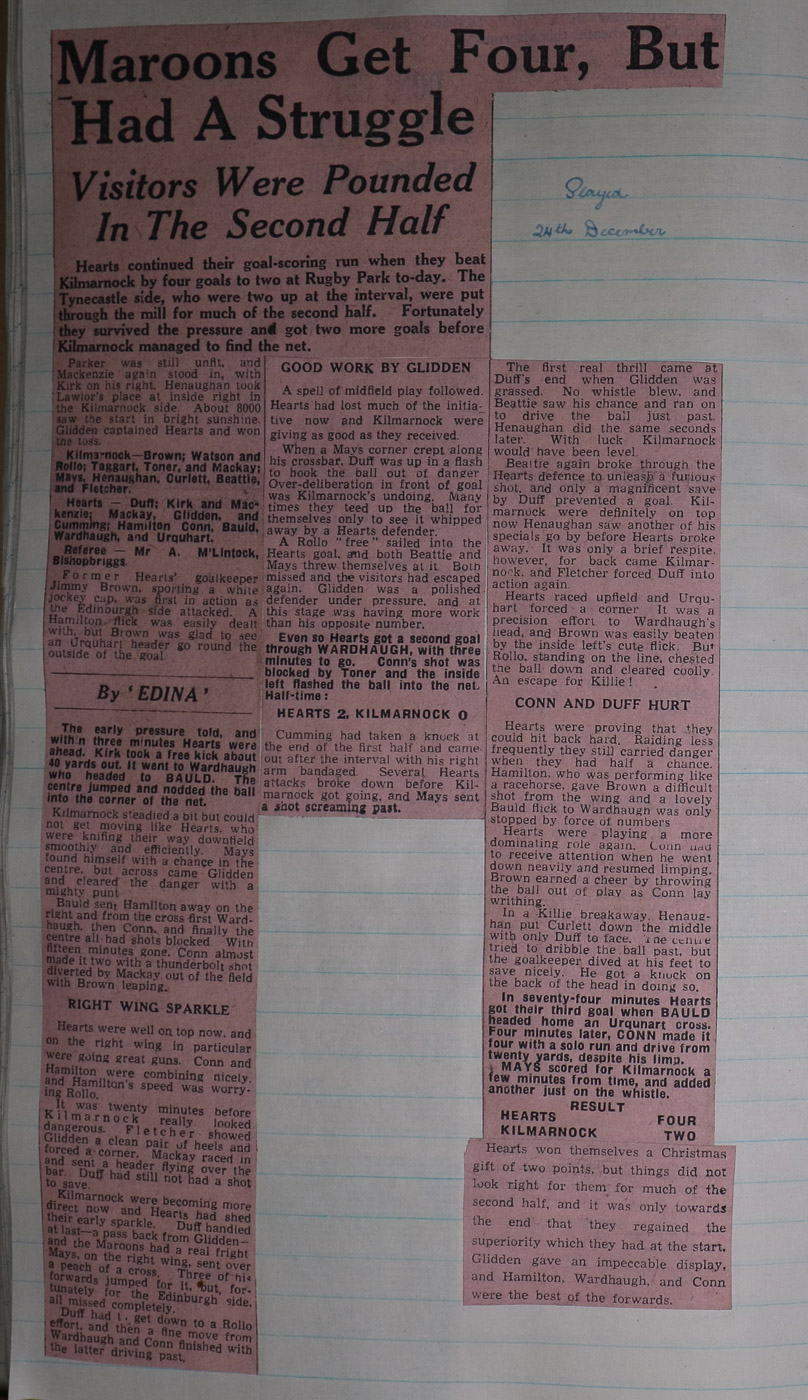 Maroons Get Four, But
Had A Struggle
Visitors Were Pounded
In The Second Half
Played
24th December
Hearts continued their goal-scoring run when they beat
Kilmarnock by four goals to two at Rugby Park to-day. The
Tynecastle side, who were two up at the interval, were put
through the mill for much of the second half. Fortunately
they survived the pressure and got two more goals before
Kilmarnock managed to find the net.
Parker was still unfit, and
Mackenzie again stood in, with
Kirk on his right. Henaughan took
Lawlor's place at inside right in
the Kilmarnock side. About 8000
saw the start in bright sunshine.
Glidden captained Hearts and won
the toss.
Kilmarnock—Brown; Watson and
Rollo; Taggart, Toner, and Mackay;
Mays, Henaughan, Curlett, Beattie,
and Fletcher.
Hearts — Duff; Kirk and Mac-
kenzie; Mackay, Glidden, and
Cumming; Hamilton Conn, Bauld,
Wardhaugh, and Urquhart.
Referee — Mr A. M'Lintock,
Bishopbriggs.
Former Hearts' goalkeeper
Jimmy Brown, sporting a white
jockey cap, was first in action as
the Edinourgh side attacked. A
Hamilton flick was easily dealt
with, but Brown was glad to see
an Urquhart header go round the
outside of the goal
By 'EDINA'
The early pressure told, and
within three minutes Hearts were
ahead. Kirk took a free kick about
40 yards out. It went to Wardhaugh
who headed to BAULD. The
centre jumped and nodded the ball
into the corner of the net.
Kilmarnock steadied a bit but could
not get moving like Hearts, who
were knifing their way downfield
smoothly and efficiently. Mays
found himself with a chance in the
centre, but across came Glidden
and cleared the danger with a
mighty punt
Bauld sent Hamilton away on the
right and from the cross first Ward-
haugh, then Conn, and finally the
centre all had shots blocked With
fifteen minutes gone, Conn almost
made it two with a thunderbolt shot
diverted by Mackay out of the field
with Brown leaping.
RIGHT WING SPARKLE
Hearts were well on top now, and
on the right wing in particular
were going great guns. Conn and
Hamilton were combining nicely,
and Hamilton's speed was worry-
ing Rollo.
It was twenty minutes before
Kilmarnock really looked
dangerous. Fletcher showed
Glidden a clean pair of heels and
forced a corner. Mackay raced in
and sent a header flying over the
bar. Duff had still not had a shot
to save.
Kilmarnock were becoming more
direct now and Hearts had shed
their early sparkle. Duff handled
at last—a pass back from Glidden—
and the Maroons had a real fright
Mays, on the right wing, sent over
a peach of a cross. Three of his
forwards jumped for it, but, for-
tunately for the Edinburgh side,
all missed completely.
Duff had to get down to a Rollo
effort, and then a fine move from
Wardhaugh and Conn finished with
the latter driving past.
GOOD WORK BY GLIDDEN
A spell of midfield play followed.
Hearts had lost much of the initia-
tive now and Kilmarnock were
giving as good as they received.
When a Mays corner crept along
his crossbar, Duff was up in a flash
to hook the ball out of danger
Over-deliberation in front of goal
was Kilmarnock's undoing. Many
times they teed up the ball for
themselves only to see it whipped
away by a Hearts defender.
A Rollo "free" sailed into the
Hearts goal, and both Beattie and
Mays threw themselves at it Both
missed and the visitors had escaped
again. Glidden was a polished
defender under pressure, and at
this stage was having more work
than his opposite number.
Even so Hearts got a second goal
through WARDHAUGH, with three
minutes to go. Conn's shot was
blocked by Toner and the inside
left flashed the ball into the net.
Half-time:
HEARTS 2, KILMARNOCK 0
Cumming had taken a knock at
the end of the first half and came
out after the interval with his right
arm bandaged. Several Hearts
attacks broke down before Kil-
marnock got going, and Mays sent
a shot screaming past.
The first real thrill came at
Duff's end when Glidden was
grassed. No whistle blew, and
Beattie saw his chance and ran on
to drive the ball just past.
Henaughan did the same seconds
later. With luck Kilmarnock
would have been level.
Beattie again broke through the
Hearts defence to unleash a furious
shot, and only a magnificent save
by Duff prevented a goal. Kil-
marnock were definitely on top
now Henaughan saw another of his
specials go by before Hearts broke
away. It was only a brief respite,
however, for back came Kilmar-
nock, and Fletcher forced Duff into
action again.
Hearts raced upfield and Urqu-
hart forced a corner It was a
precision effort to Wardhaugh's
head, and Brown was easily beaten
by the inside left's cute flick. But
Rollo, standing on the line, chested
the ball down and cleared coolly.
An escape for Killie!
CONN AND DUFF HURT
Hearts were proving that they
could hit back hard. Raiding less
frequently they still carried danger
when they had half a chance.
Hamilton, who was performing like
a racehorse, gave Brown a difficult
shot from the wing and a lovely
Bauld flick to Wardhaugh was only
stopped by force of numbers
Hearts were playing a more
dominating role again. Conn had
to receive attention when he went
down heavily and resumed limping.
Brown earned a cheer by throwing
the ball out of play as Conn lay
writhing.
In a Killie breakaway, Henaug-
han put Curlett down the middle
with only Duff to face. The centre
tried to dribble the ball past, but
the goalkeeper dived at his feet to
save nicely. He got a knock on
the back of the head in doing so.
In seventy-four minutes Hearts
got their third goal when BAULD
headed home an Urquhart cross.
Four minutes later, CONN made it
four with a solo run and drive from
twenty yards, despite his limp.
MAYS scored for Kilmarnock a
few minutes from time, and added
another just on the whistle.
RESULT
HEARTS FOUR
KILMARNOCK TWO
Hearts won themselves a Christmas
gift of two points, but things did not
look right for them for much of the
second half, and it was only towards
the end that they regained the
superiority which they had at the start.
Glidden gave an impeccable display,
and Hamilton, Wardhaugh, and Conn
were the best of the forwards.